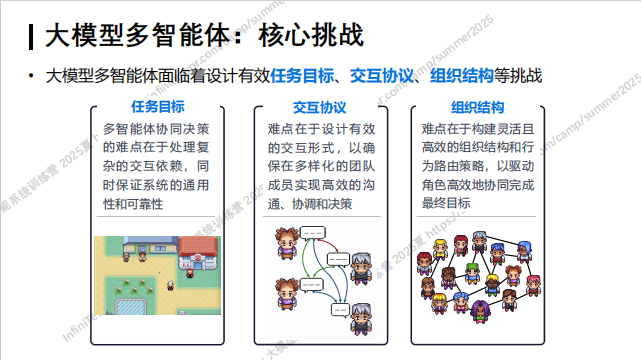 大模型多智能体：核心挑战
• 大模型多智能体面临着设计有效任务目标、交互协议、组织结构等挑战
任务目标
多智能体协同决策
的难点在于处理复
杂的交互依赖，同
时保证系统的通用
性和可靠性
交互协议
难点在于设计有效
的交互形式，以确
保在多样化的团队
成员实现高效的沟
通、协调和决策
组织结构
难点在于构建灵活且
高效的组织结构和行
为路由策略，以驱动
角色高效地协同完成
最终目标